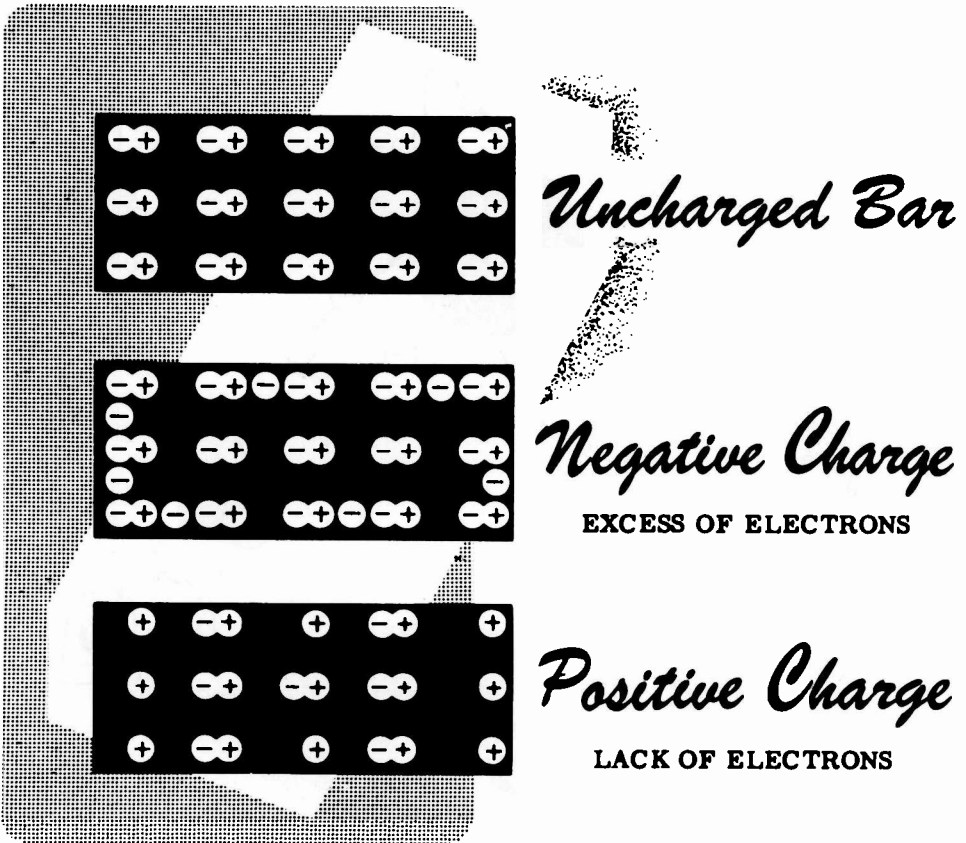 Uncharged Bar
Negative Charge
EXCESS OF ELECTRONS
Positive Charge
LACK OF ELECTRONS